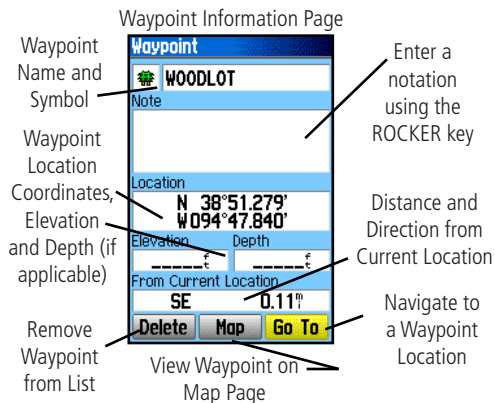 Waypoint Information Page
Waypoint
Name and
Symbol
Waypoint
Location
Coordinates,
Elevation
and Depth (if
applicable)
Remove
Waypoint
from List
Waypoint
WOODLOT
Note
Location
N 38°51.279'
W094°47.840'
Elevation Depth
_____ft _____ft
From Current Location
SE 0.11mi
Delete Map Go To
Enter a
notation
using the
ROCKER key
Distance and
Direction from
Current Location
Navigate to
a Waypoint
Location
View Waypoint on
Map Page